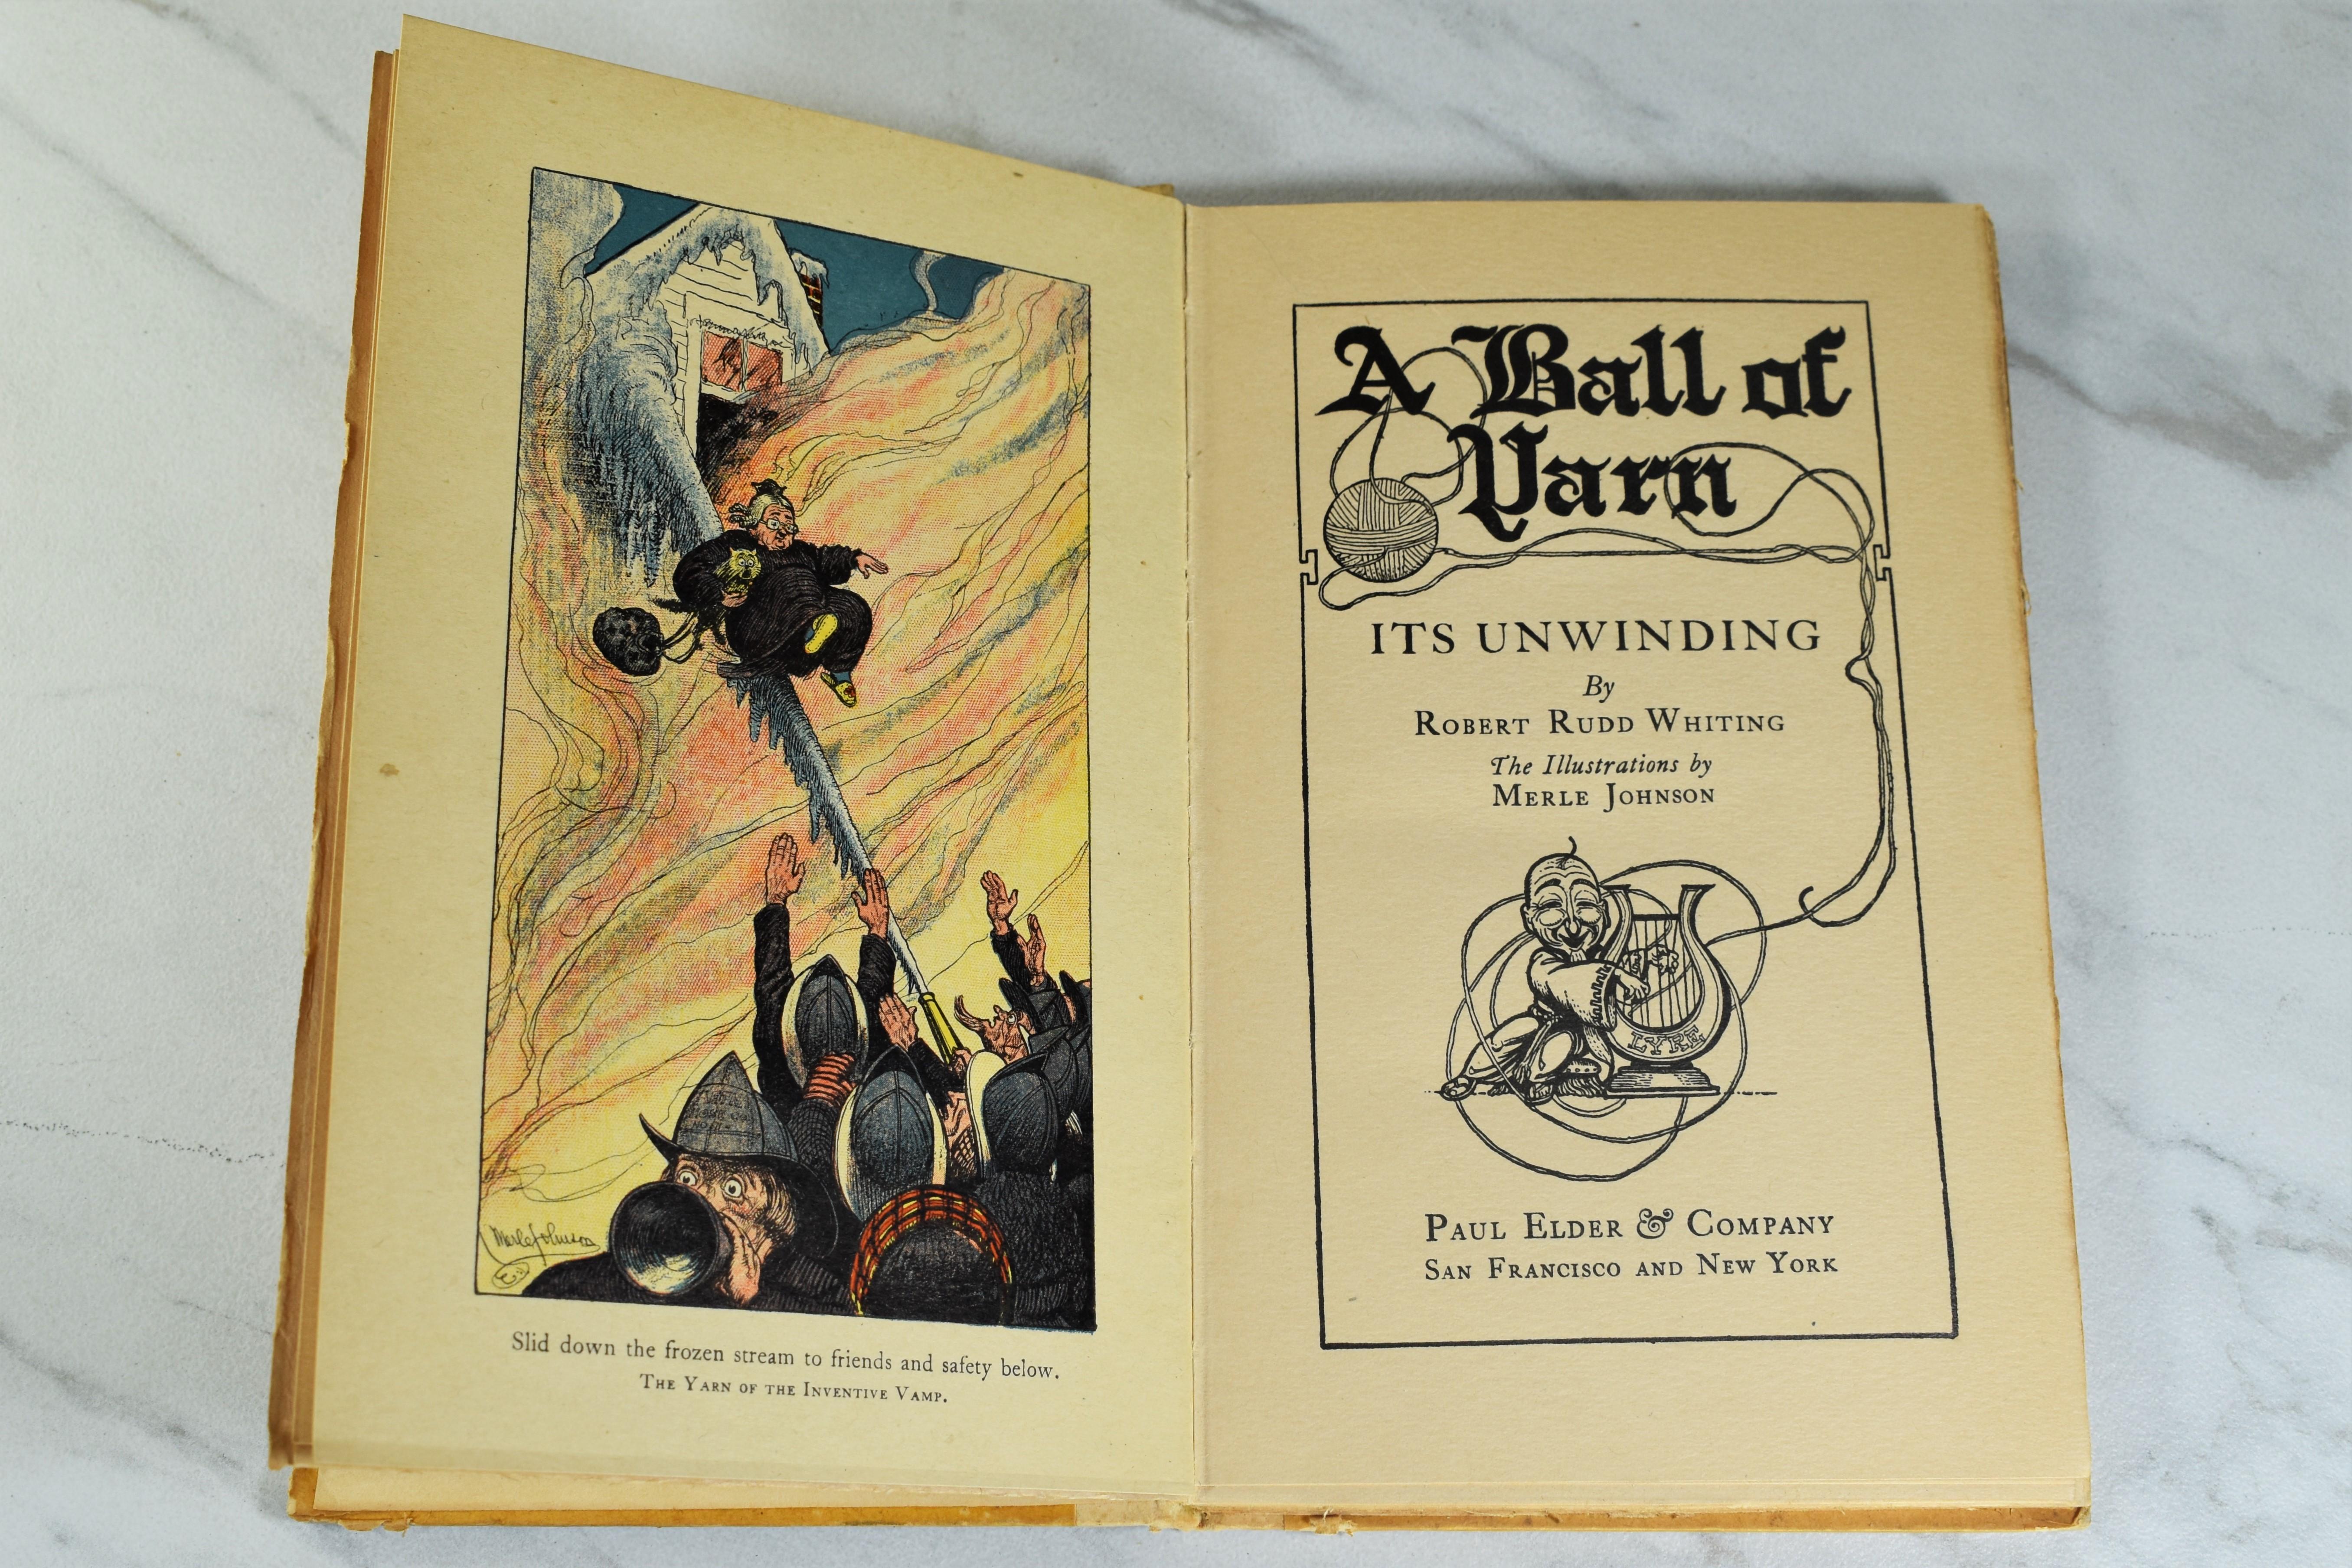 Merle Johnson
Slid down the frozen stream to friends and safety below.
THE YARN OF THE INVENTIVE VAMP.
A Ball of
Yarn
ITS UNWINDING
By
ROBERT RUDD WHITING
The Illustrations by
MERLE JOHNSON
LYRE
PAUL ELDER & COMPANY
SAN FRANCISCO AND NEW YORK